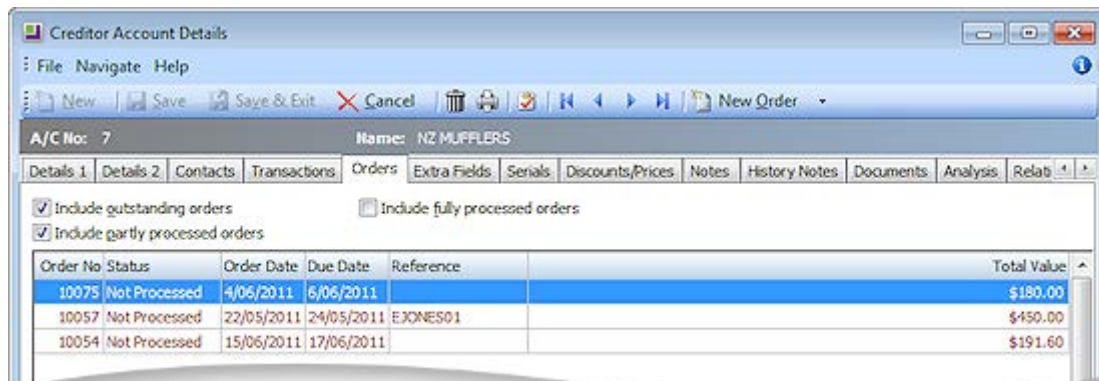 Creditor Account Details
File Navigate Help
New Save Save & Exit Cancel New Order
A/C No: 7 Name: NZ MUFFLERS
Details 1 Details 2 Contacts Transactions Orders Extra Fields Serials Discounts/Prices Notes History Notes Documents Analysis Relati
Include outstanding orders Include fully processed orders
Include partly processed orders
Order No Status Order Date Due Date Reference Total Value
10075 Not Processed 4/06/2011 6/06/2011 $180.00
10057 Not Processed 22/05/2011 24/05/2011 EJONES01 $450.00
10054 Not Processed 15/06/2011 17/06/2011 $191.60